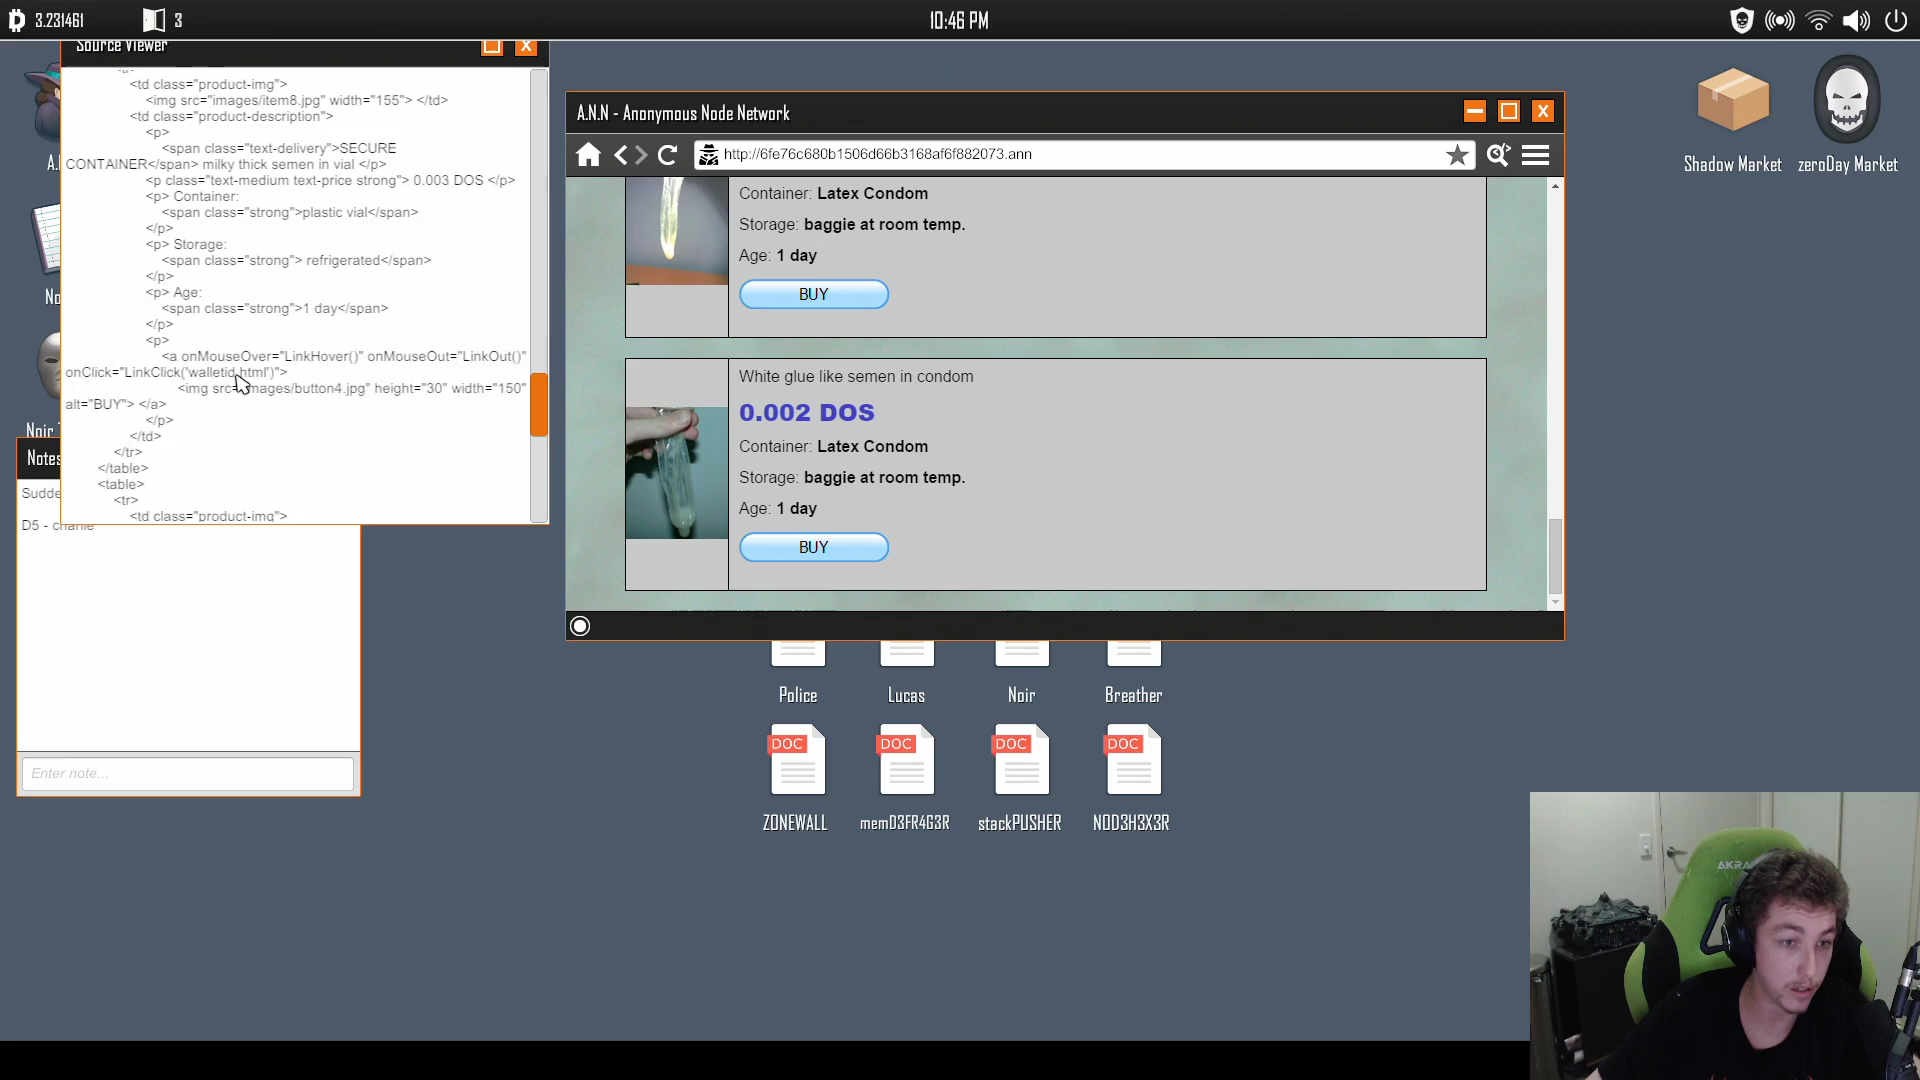 3.231461
3
10:46 PM
Source Viewer
<td class="product-img">
<img src="images/item8.jpg" width="155"> </td>
<td class="product-description">
<p>
<span class="text-delivery">SECURE
CONTAINER</span> milky thick semen in vial </p>
<p class="text-medium text-price strong"> 0.003 DOS </p>
<p> Container:
<span class="strong">plastic vial</span>
</p>
<p> Storage:
<span class="strong"> refrigerated</span>
</p>
<p> Age:
<span class="strong">1 day</span>
</p>
<p>
<a onMouseOver="LinkHover()" onMouseOut="LinkOut()"
onClick="LinkClick('walletid.html')">
<img src="images/button4.jpg" height="30" width="150"
alt="BUY"> </a>
</p>
</td>
</tr>
</table>
<table>
<tr>
<td class="product-img">
A.N.N - Anonymous Node Network
http://6fe76c680b1506d66b3168af6f882073.ann
Container: Latex Condom
Storage: baggie at room temp.
Age: 1 day
BUY
White glue like semen in condom
0.002 DOS
Container: Latex Condom
Storage: baggie at room temp.
Age: 1 day
BUY
Shadow Market
zeroDay Market
Noir
Notes
D5 - charlie
Enter note...
Police
Lucas
Noir
Breather
DOC
DOC
DOC
DOC
ZONEWALL
memD3FR4G3R
stackPUSHER
N0D3H3X3R
AKRA